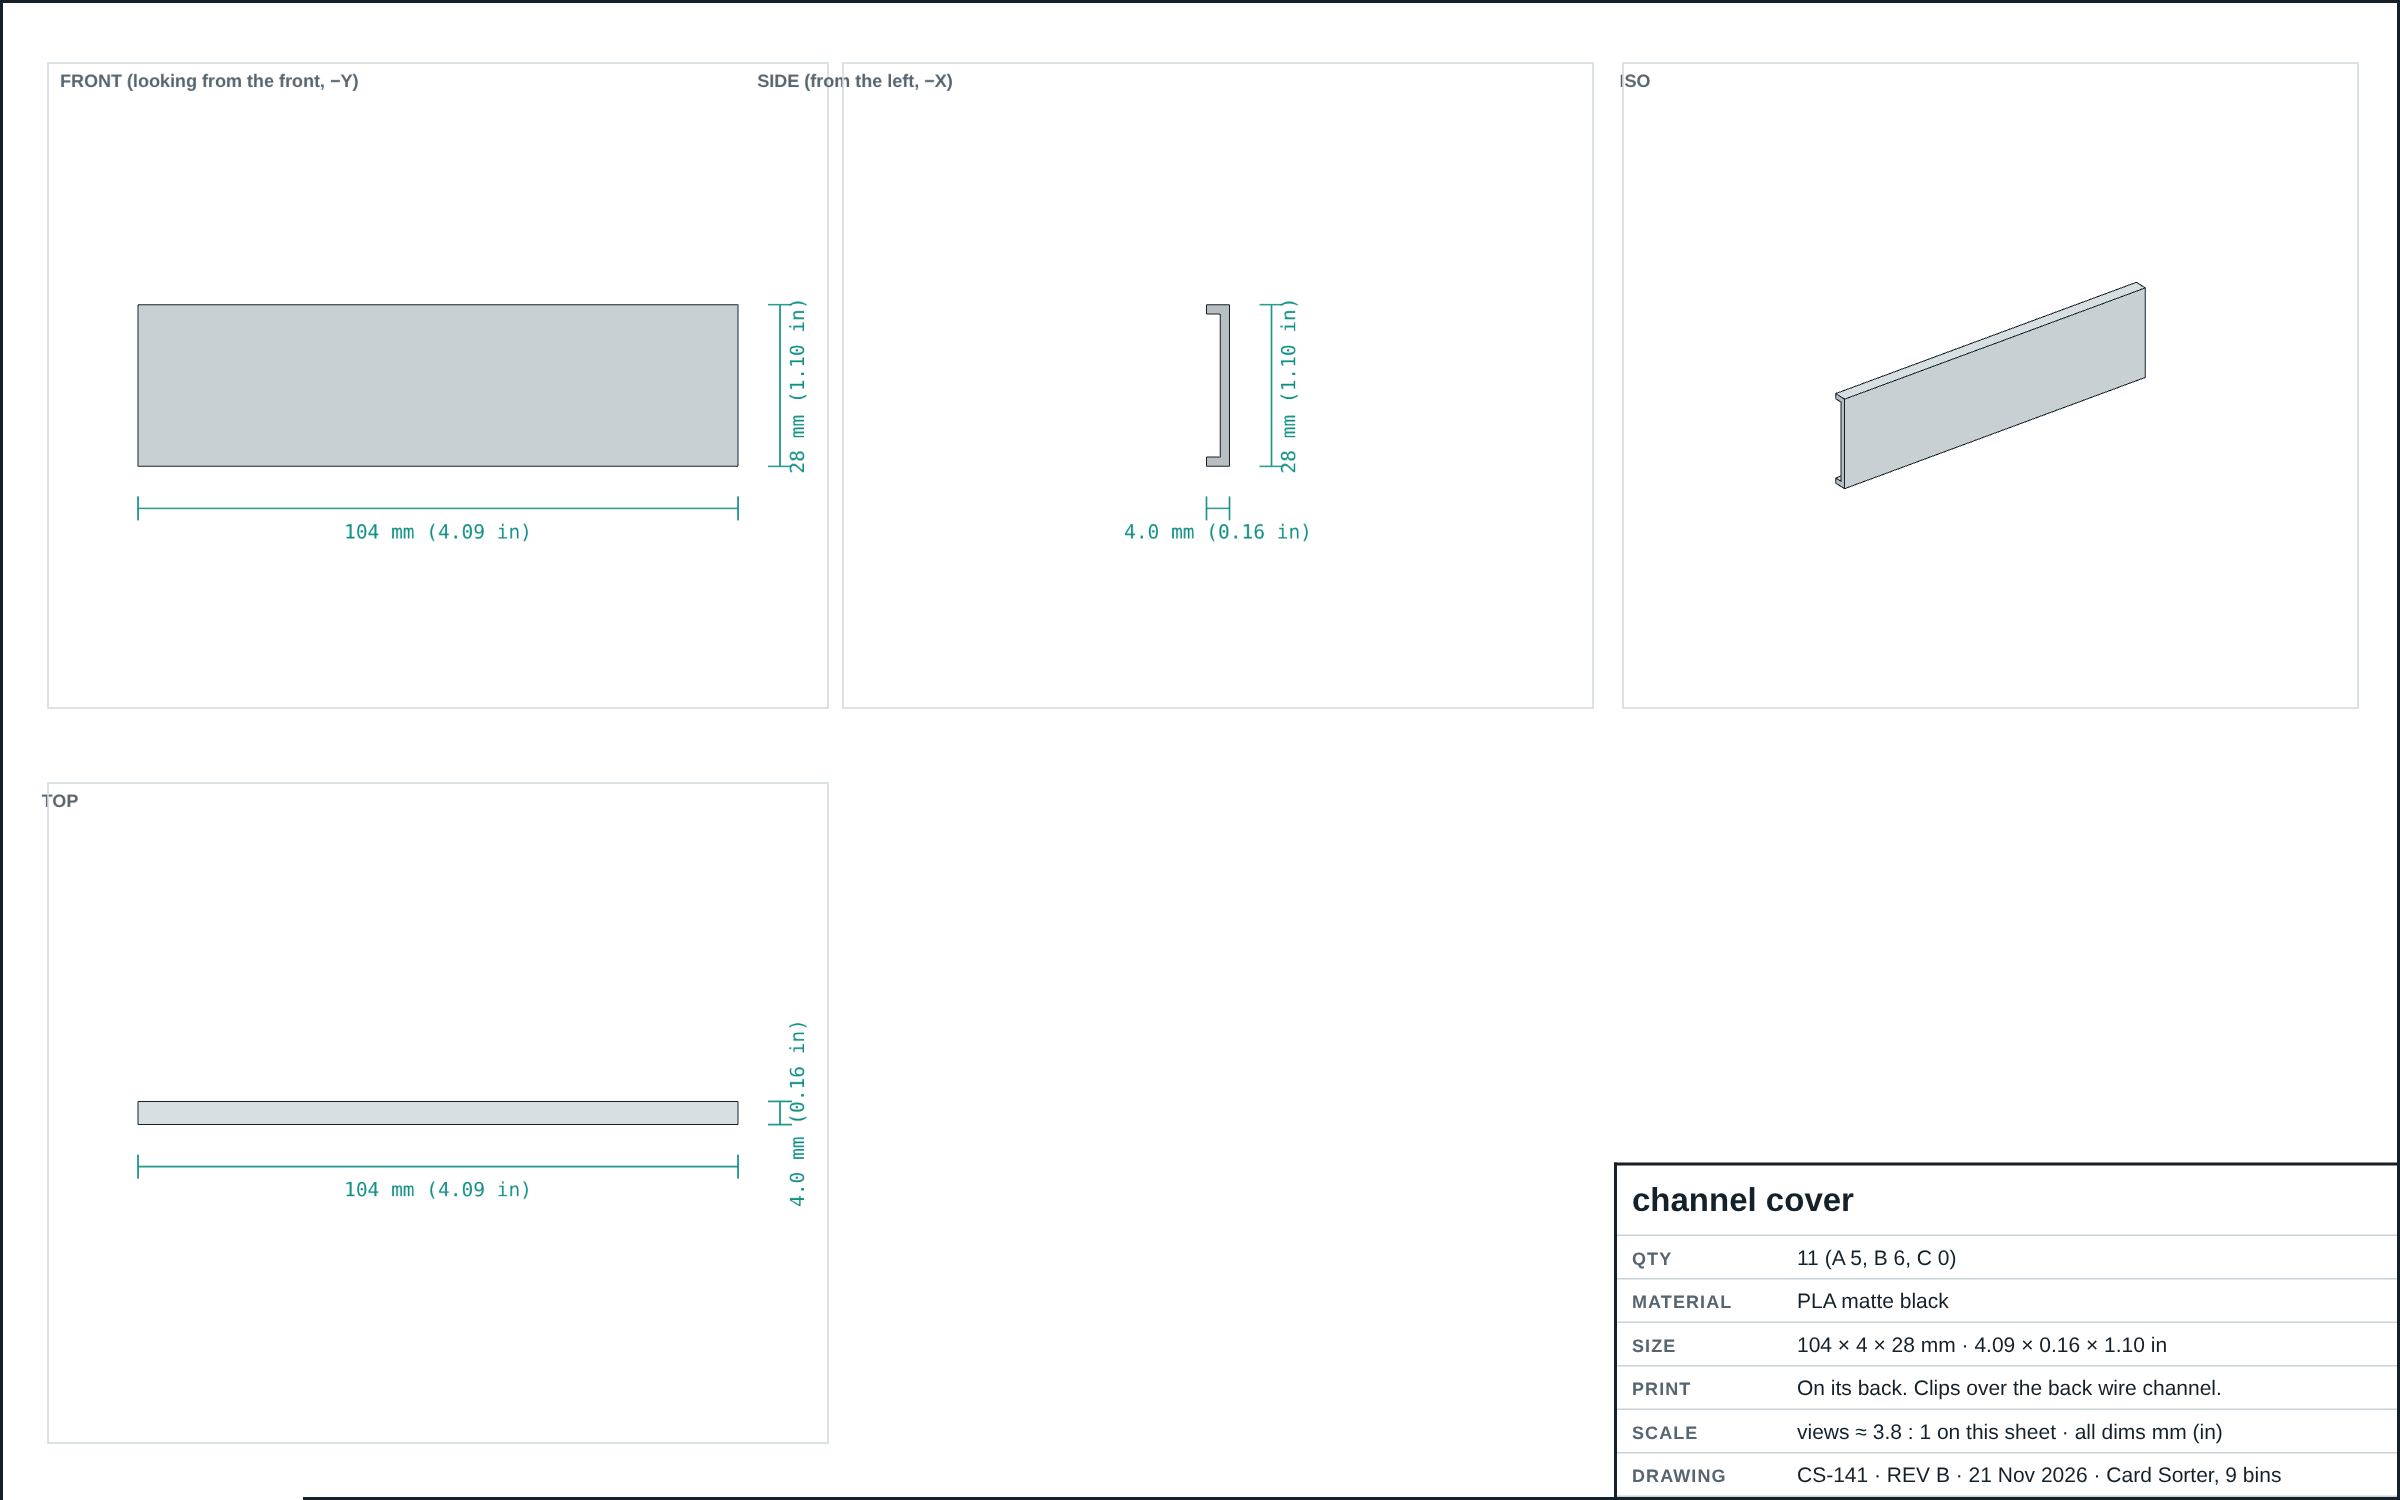 FRONT (looking from the front, −Y)
SIDE (from the left, −X)
ISO
28 mm (1.10 in)
104 mm (4.09 in)
28 mm (1.10 in)
4.0 mm (0.16 in)
TOP
4.0 mm (0.16 in)
104 mm (4.09 in)
channel cover
QTY 11 (A 5, B 6, C 0)
MATERIAL PLA matte black
SIZE 104 × 4 × 28 mm · 4.09 × 0.16 × 1.10 in
PRINT On its back. Clips over the back wire channel.
SCALE views ≈ 3.8 : 1 on this sheet · all dims mm (in)
DRAWING CS-141 · REV B · 21 Nov 2026 · Card Sorter, 9 bins